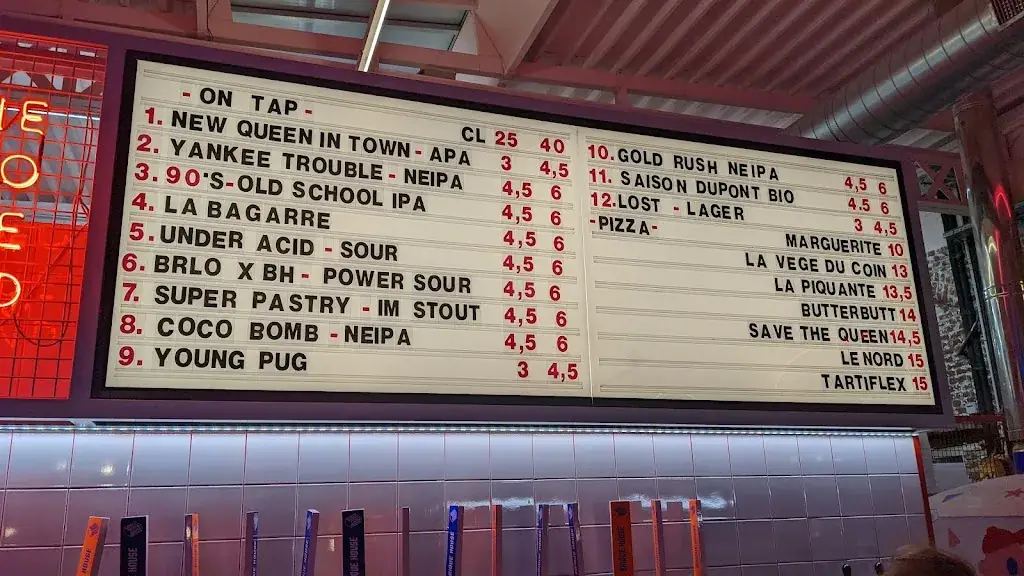 - ON TAP - CL 25 40
1. NEW QUEEN IN TOWN - APA 3 4,5
2. YANKEE TROUBLE - NEIPA 4,5 6
3. 90'S-OLD SCHOOL IPA 4,5 6
4. LA BAGARRE 4,5 6
5. UNDER ACID - SOUR 4,5 6
6. BRLO X BH - POWER SOUR 4,5 6
7. SUPER PASTRY - IM STOUT 4,5 6
8. COCO BOMB - NEIPA 4,5 6
9. YOUNG PUG 3 4,5
10. GOLD RUSH NEIPA 4,5 6
11. SAISON DUPONT BIO 4.5 6
12. LOST - LAGER 3 4,5
-PIZZA-
MARGUERITE 10
LA VEGE DU COIN 13
LA PIQUANTE 13,5
BUTTERBUTT 14
SAVE THE QUEEN 14,5
LE NORD 15
TARTIFLEX 15